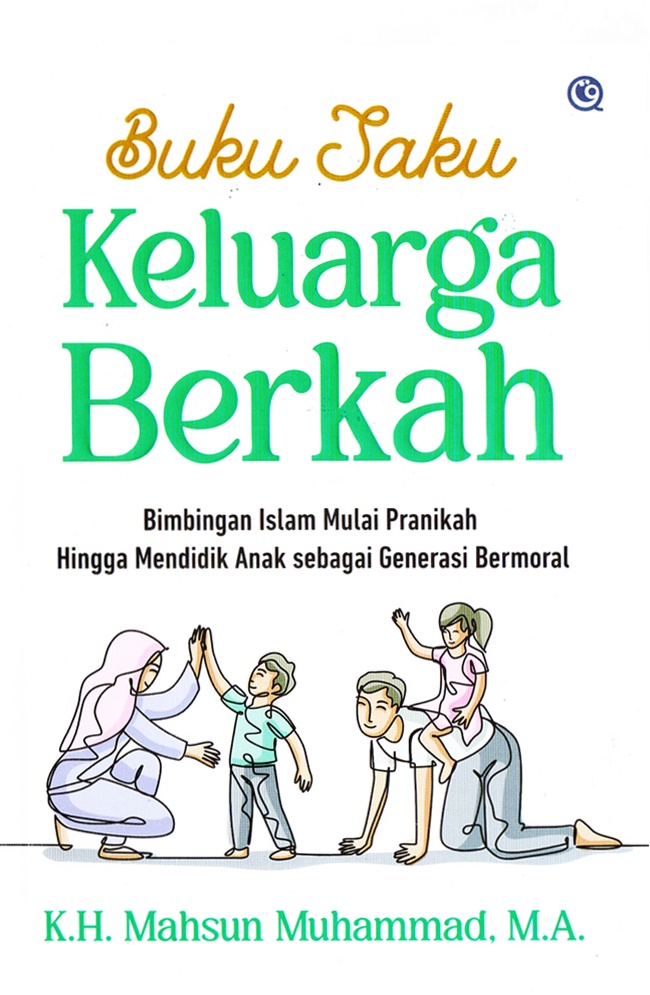 Buku Saku
Keluarga
Berkah
Bimbingan Islam Mulai Pranikah
Hingga Mendidik Anak sebagai Generasi Bermoral
K.H. Mahsun Muhammad, M.A.